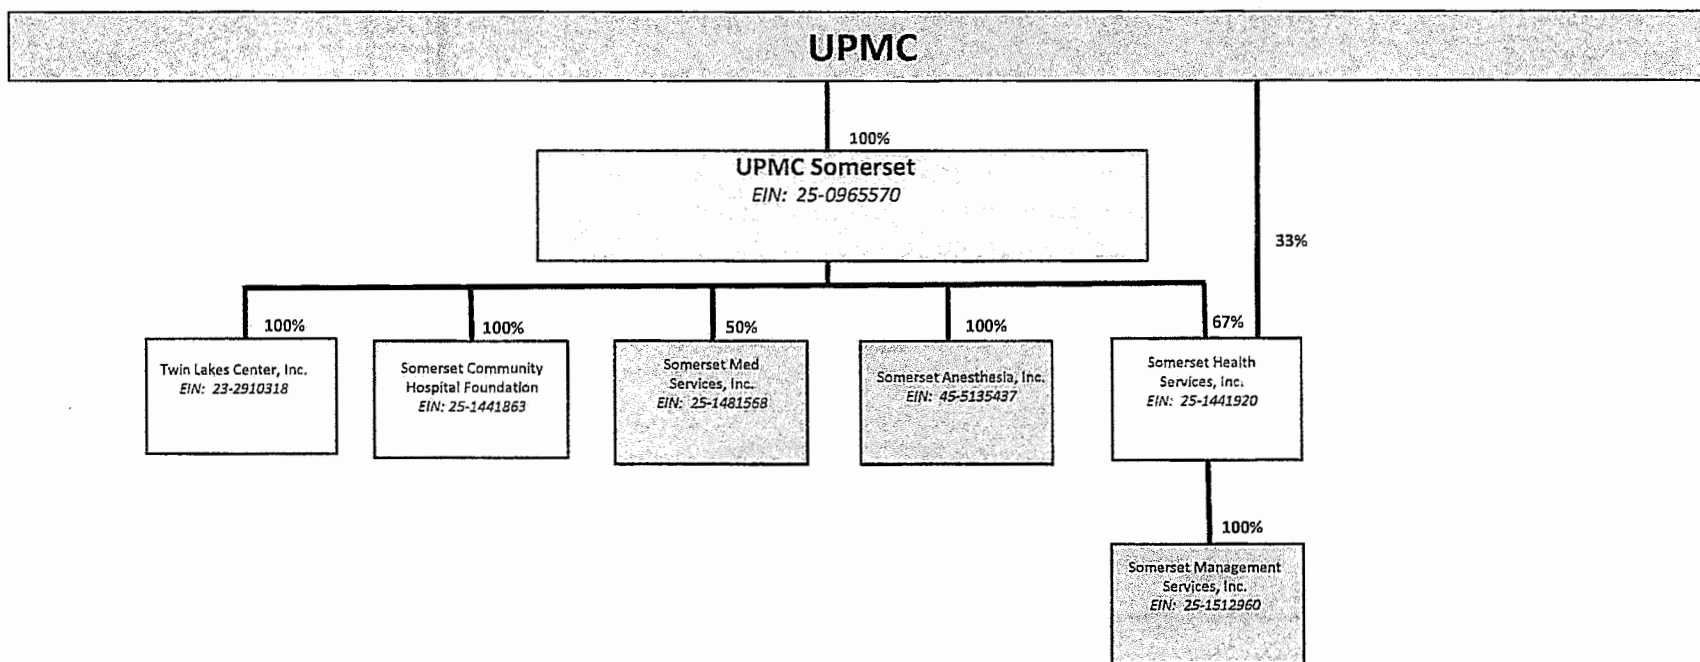 UPMC
100%
UPMC Somerset
EIN: 25-0965570
33%
100%
Twin Lakes Center, Inc.
EIN: 23-2910318
100%
Somerset Community
Hospital Foundation
EIN: 25-1441863
50%
Somerset Med
Services, Inc.
EIN: 25-1481568
100%
Somerset Anesthesia, Inc.
EIN: 45-5135437
67%
Somerset Health
Services, Inc.
EIN: 25-1441920
100%
Somerset Management
Services, Inc.
EIN: 25-1512960